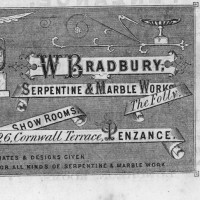 W BRADBURY.
SERPENTINE & MARBLE WORKS
The Folly.
SHOW ROOMS
26, Cornwall Terrace, PENZANCE.
& DESIGNS GIVEN
FOR ALL KINDS OF SERPENTINE & MARBLE WORK